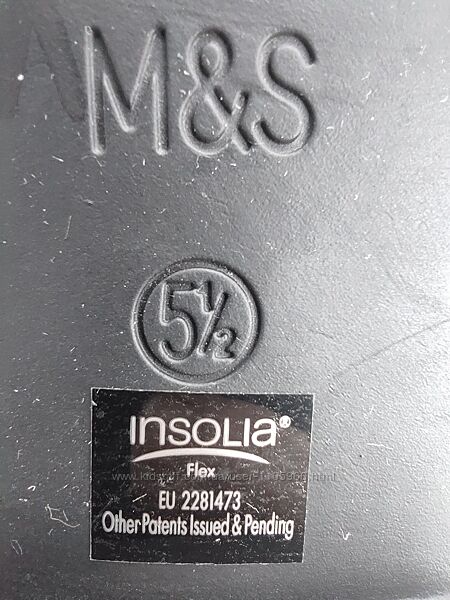 M&S
5½
INSOLIA®
Flex
EU 2281473
Other Patents Issued & Pending